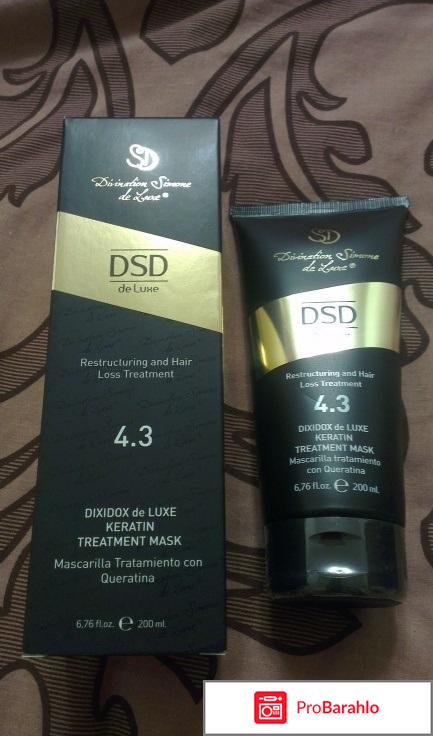 SD
Divination Simone
de Luxe®
DSD
de Luxe
Restructuring and Hair
Loss Treatment
4.3
DIXIDOX de LUXE
KERATIN
TREATMENT MASK
Mascarilla Tratamiento con
Queratina
6,76 fl.oz. e 200 ml.
SD
Divination Simone
de Luxe®
DSD
Restructuring and Hair
Loss Treatment
4.3
DIXIDOX de LUXE
KERATIN
TREATMENT MASK
Mascarilla tratamiento
con Queratina
6,76 fl.oz. e 200 ml.
ProBarahlo